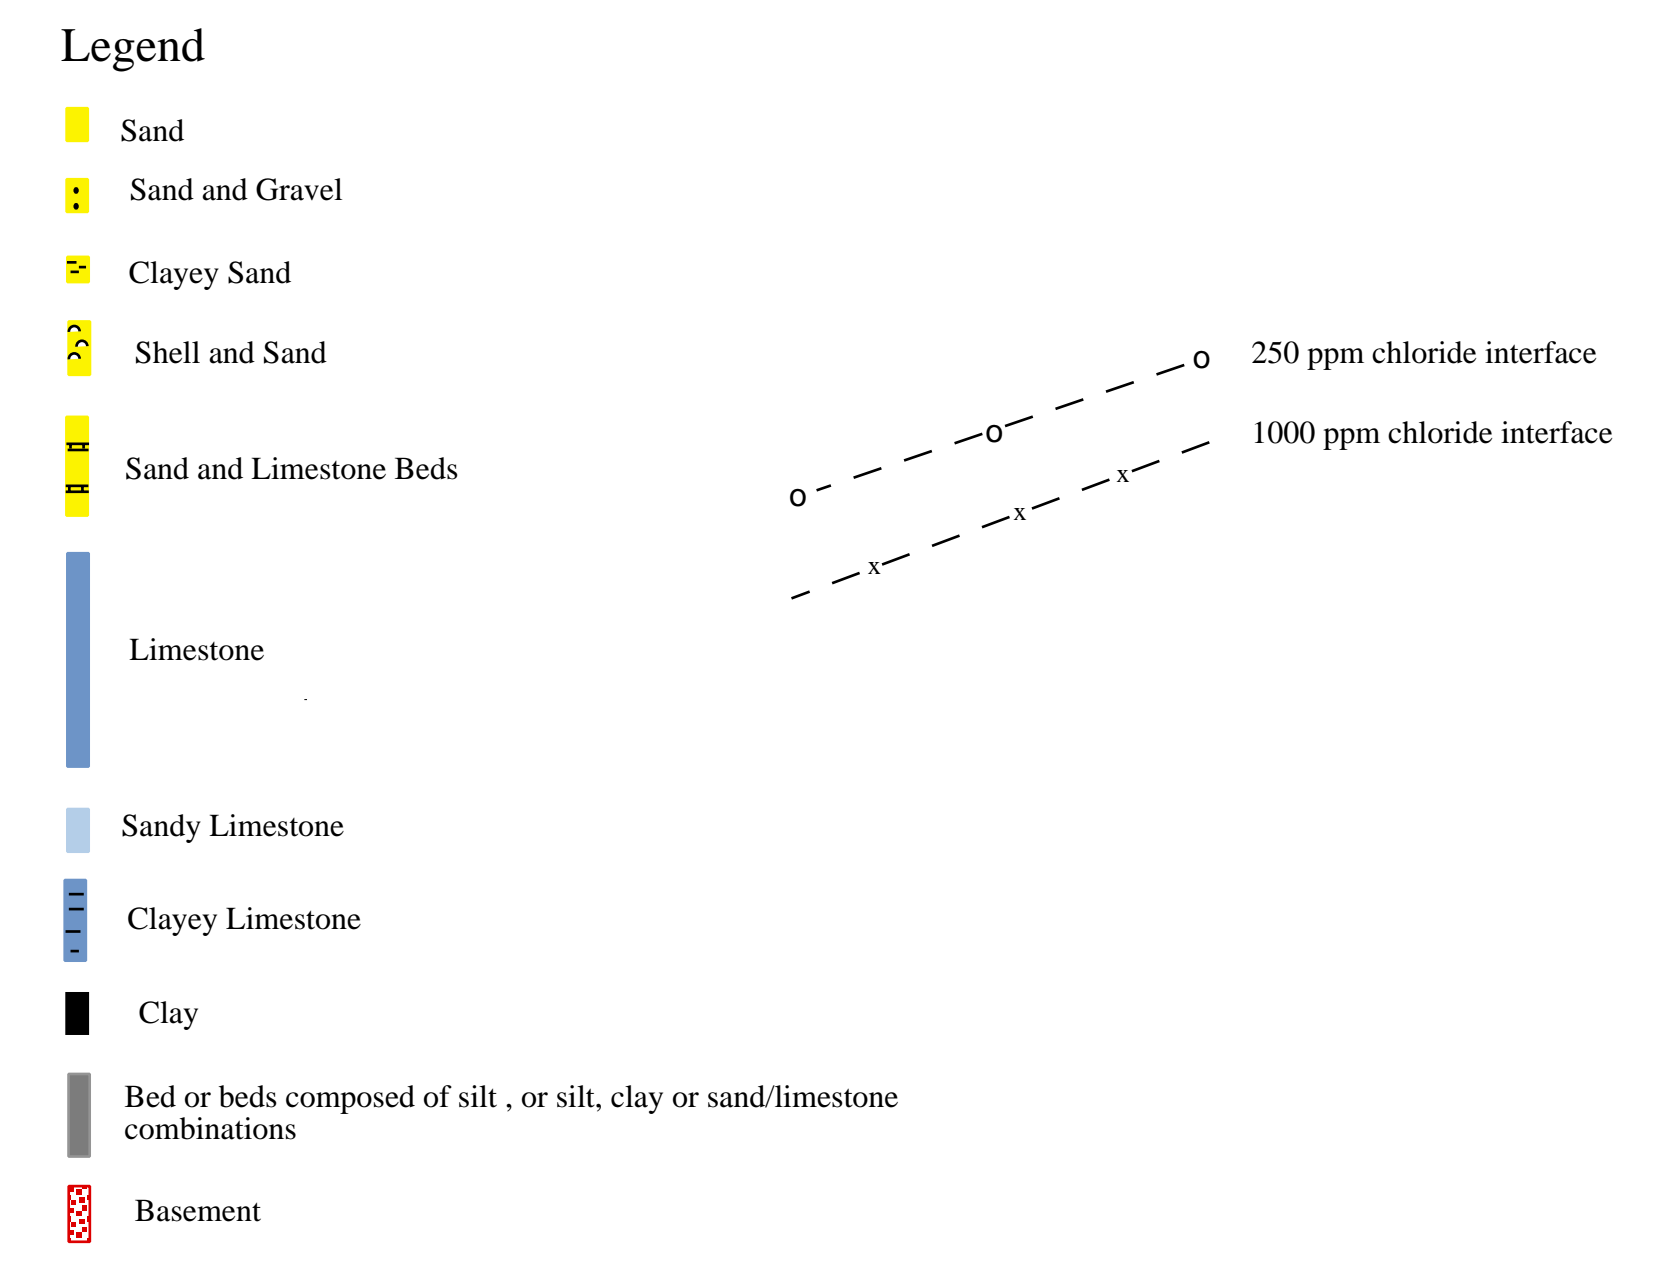 Legend
Sand
Sand and Gravel
Clayey Sand
Shell and Sand
Sand and Limestone Beds
Limestone
Sandy Limestone
Clayey Limestone
Clay
Bed or beds composed of silt , or silt, clay or sand/limestone
combinations
Basement
o o o 250 ppm chloride interface
x x x 1000 ppm chloride interface